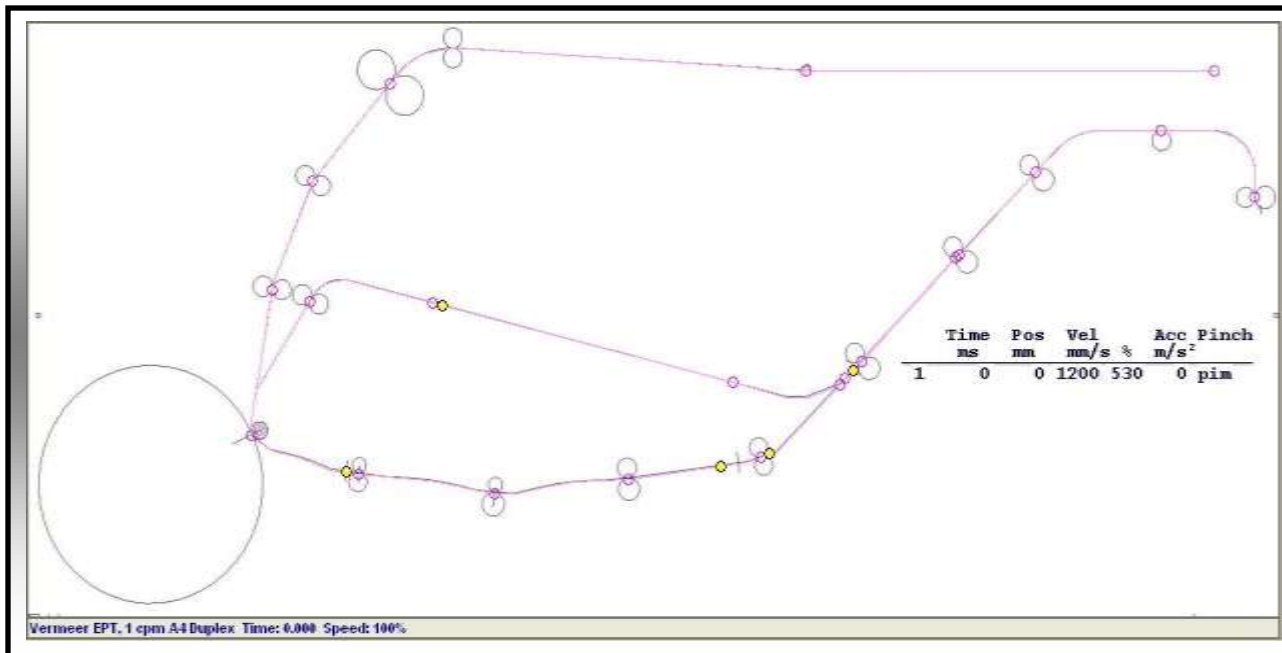 Time Pos Vel Acc Pinch
ms mm mm/s % m/s²
1 0 0 1200 530 0 pim
Vermeer EPT, 1 cpm A4 Duplex Time: 0.000 Speed: 100%